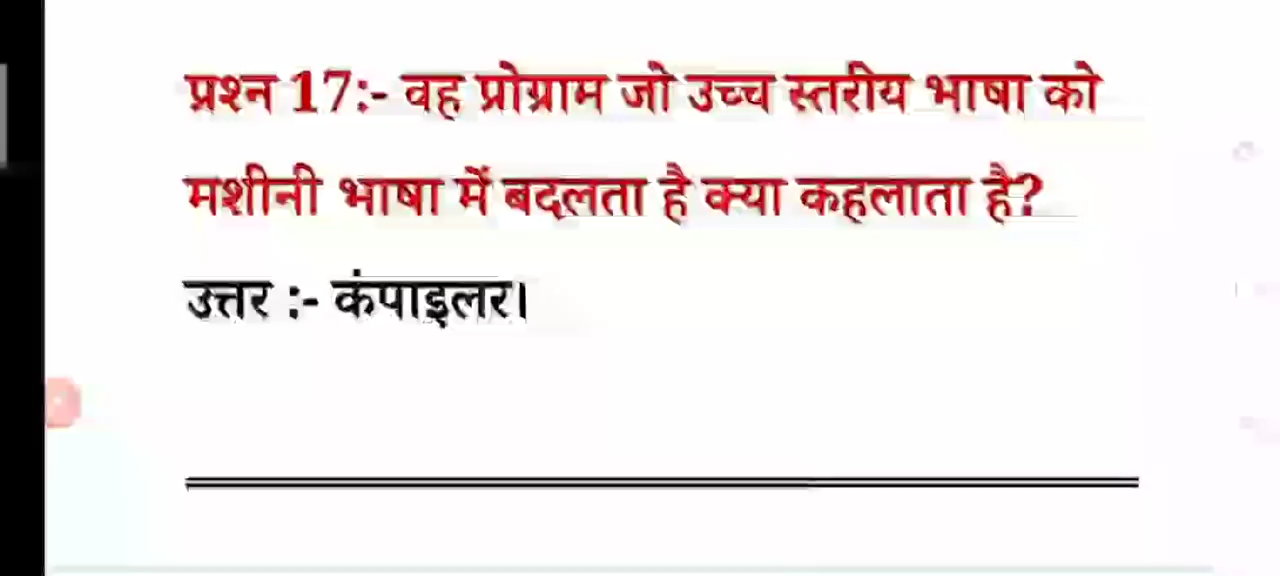 प्रश्न 17:- वह प्रोग्राम जो उच्च स्तरीय भाषा को
मशीनी भाषा में बदलता है क्या कहलाता है?
उत्तर :- कंपाइलर।